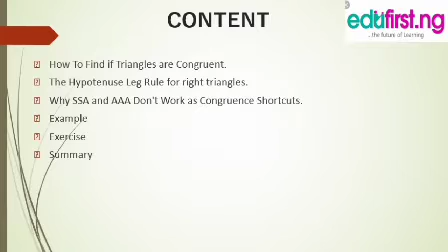 CONTENT
edufirst.ng
...the future of Learning
How To Find if Triangles are Congruent.
The Hypotenuse Leg Rule for right triangles.
Why SSA and AAA Don't Work as Congruence Shortcuts.
Example
Exercise
Summary